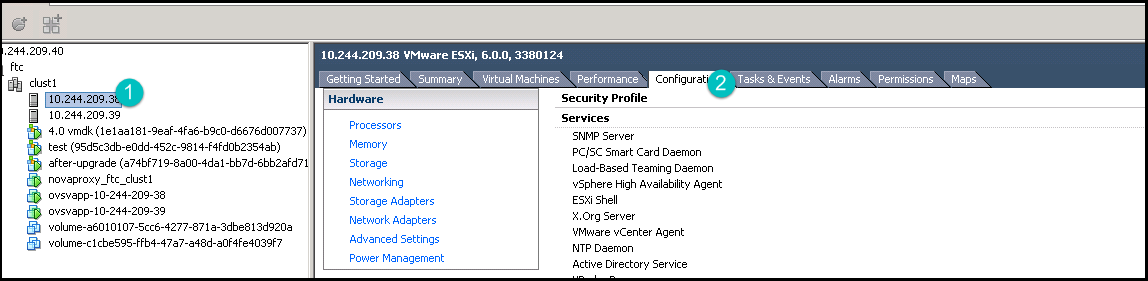 0.244.209.40
ftc
clust1
10.244.209.38
1
10.244.209.39
4.0 vmdk (1e1aa181-9eaf-4fa6-b9c0-d6676d007737)
test (95d5c3db-e0dd-452c-9814-f4fd0b2354ab)
after-upgrade (a74bf719-8a00-4da1-bb7d-6bb2afd71
novaproxy_ftc_clust1
ovsvapp-10-244-209-38
ovsvapp-10-244-209-39
volume-a6010107-5cc6-4277-871a-3dbe813d920a
volume-c1cbe595-ffb4-47a7-a48d-a0f4fe4039f7
10.244.209.38 VMware ESXi, 6.0.0, 3380124
Getting Started Summary Virtual Machines Performance Configurati 2 Tasks & Events Alarms Permissions Maps
Hardware
Processors
Memory
Storage
Networking
Storage Adapters
Network Adapters
Advanced Settings
Power Management
Security Profile
Services
SNMP Server
PC/SC Smart Card Daemon
Load-Based Teaming Daemon
vSphere High Availability Agent
ESXi Shell
X.Org Server
VMware vCenter Agent
NTP Daemon
Active Directory Service